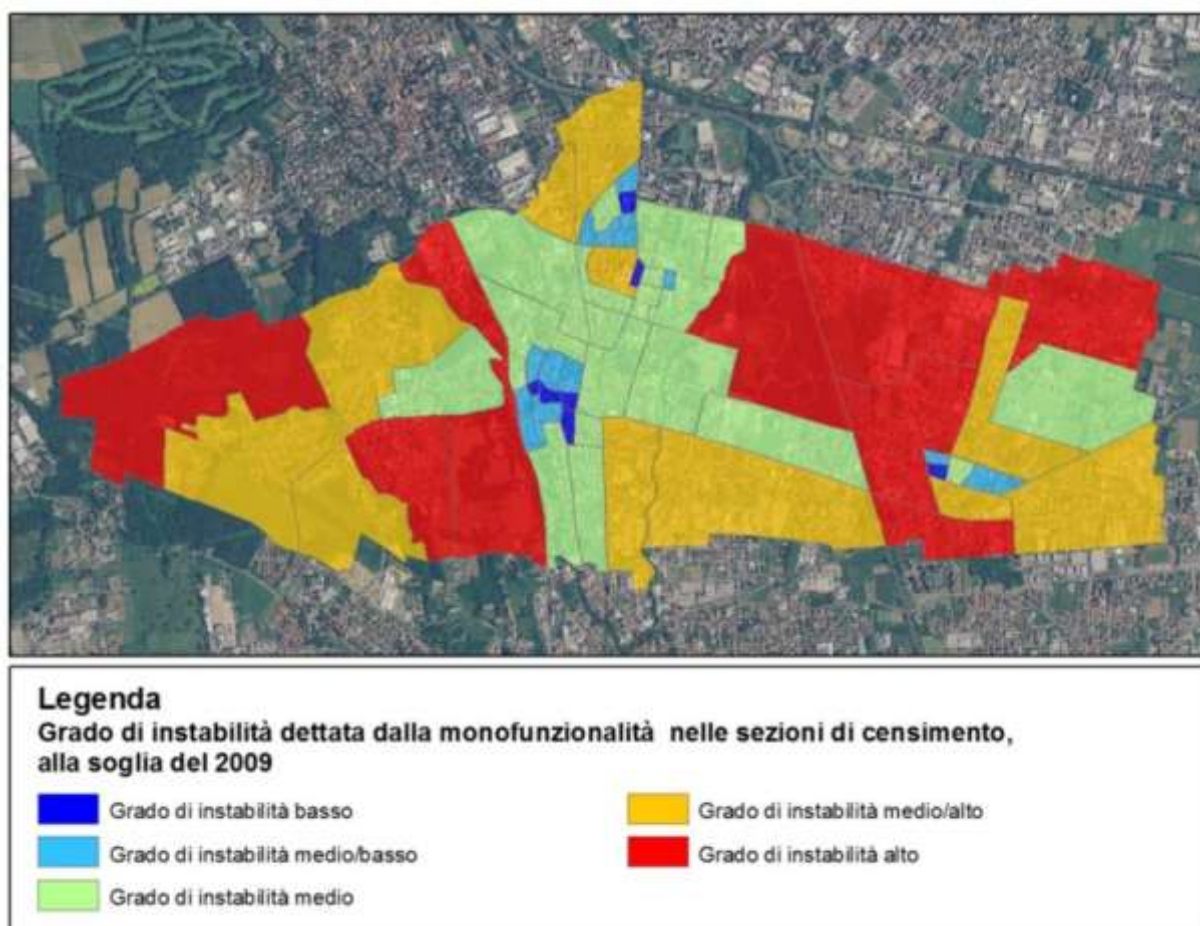 Legenda
Grado di instabilità dettata dalla monofunzionalità nelle sezioni di censimento,
alla soglia del 2009
Grado di instabilità basso
Grado di instabilità medio/basso
Grado di instabilità medio
Grado di instabilità medio/alto
Grado di instabilità alto